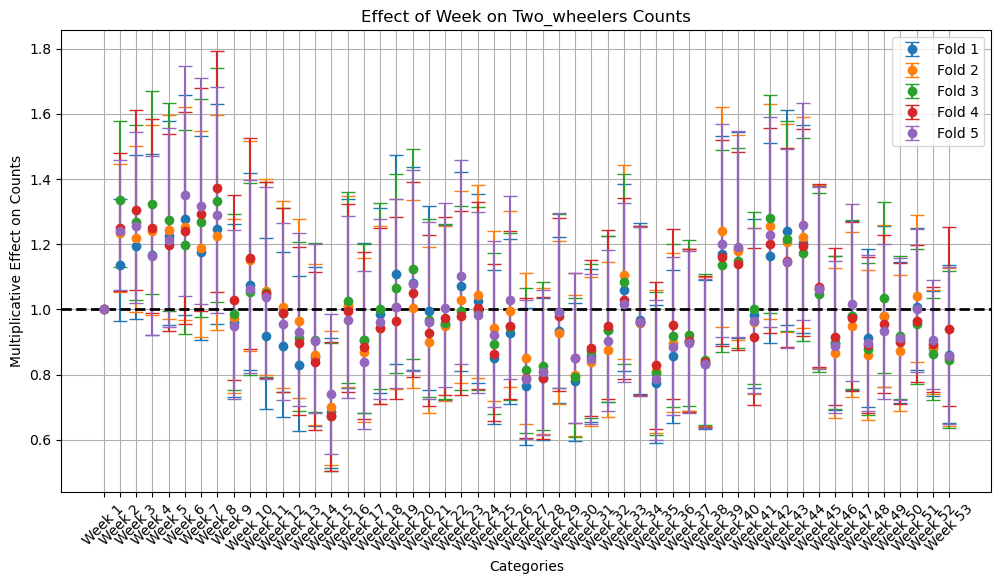 Effect of Week on Two_wheelers Counts
Multiplicative Effect on Counts
1.8
1.6
1.4
1.2
1.0
0.8
0.6
Fold 1
Fold 2
Fold 3
Fold 4
Fold 5
Week 1
Week 2
Week 3
Week 4
Week 5
Week 6
Week 7
Week 8
Week 9
Week 10
Week 11
Week 12
Week 13
Week 14
Week 15
Week 16
Week 17
Week 18
Week 19
Week 20
Week 21
Week 22
Week 23
Week 24
Week 25
Week 26
Week 27
Week 28
Week 29
Week 30
Week 31
Week 32
Week 33
Week 34
Week 35
Week 36
Week 37
Week 38
Week 39
Week 40
Week 41
Week 42
Week 43
Week 44
Week 45
Week 46
Week 47
Week 48
Week 49
Week 50
Week 51
Week 52
Week 53
Categories